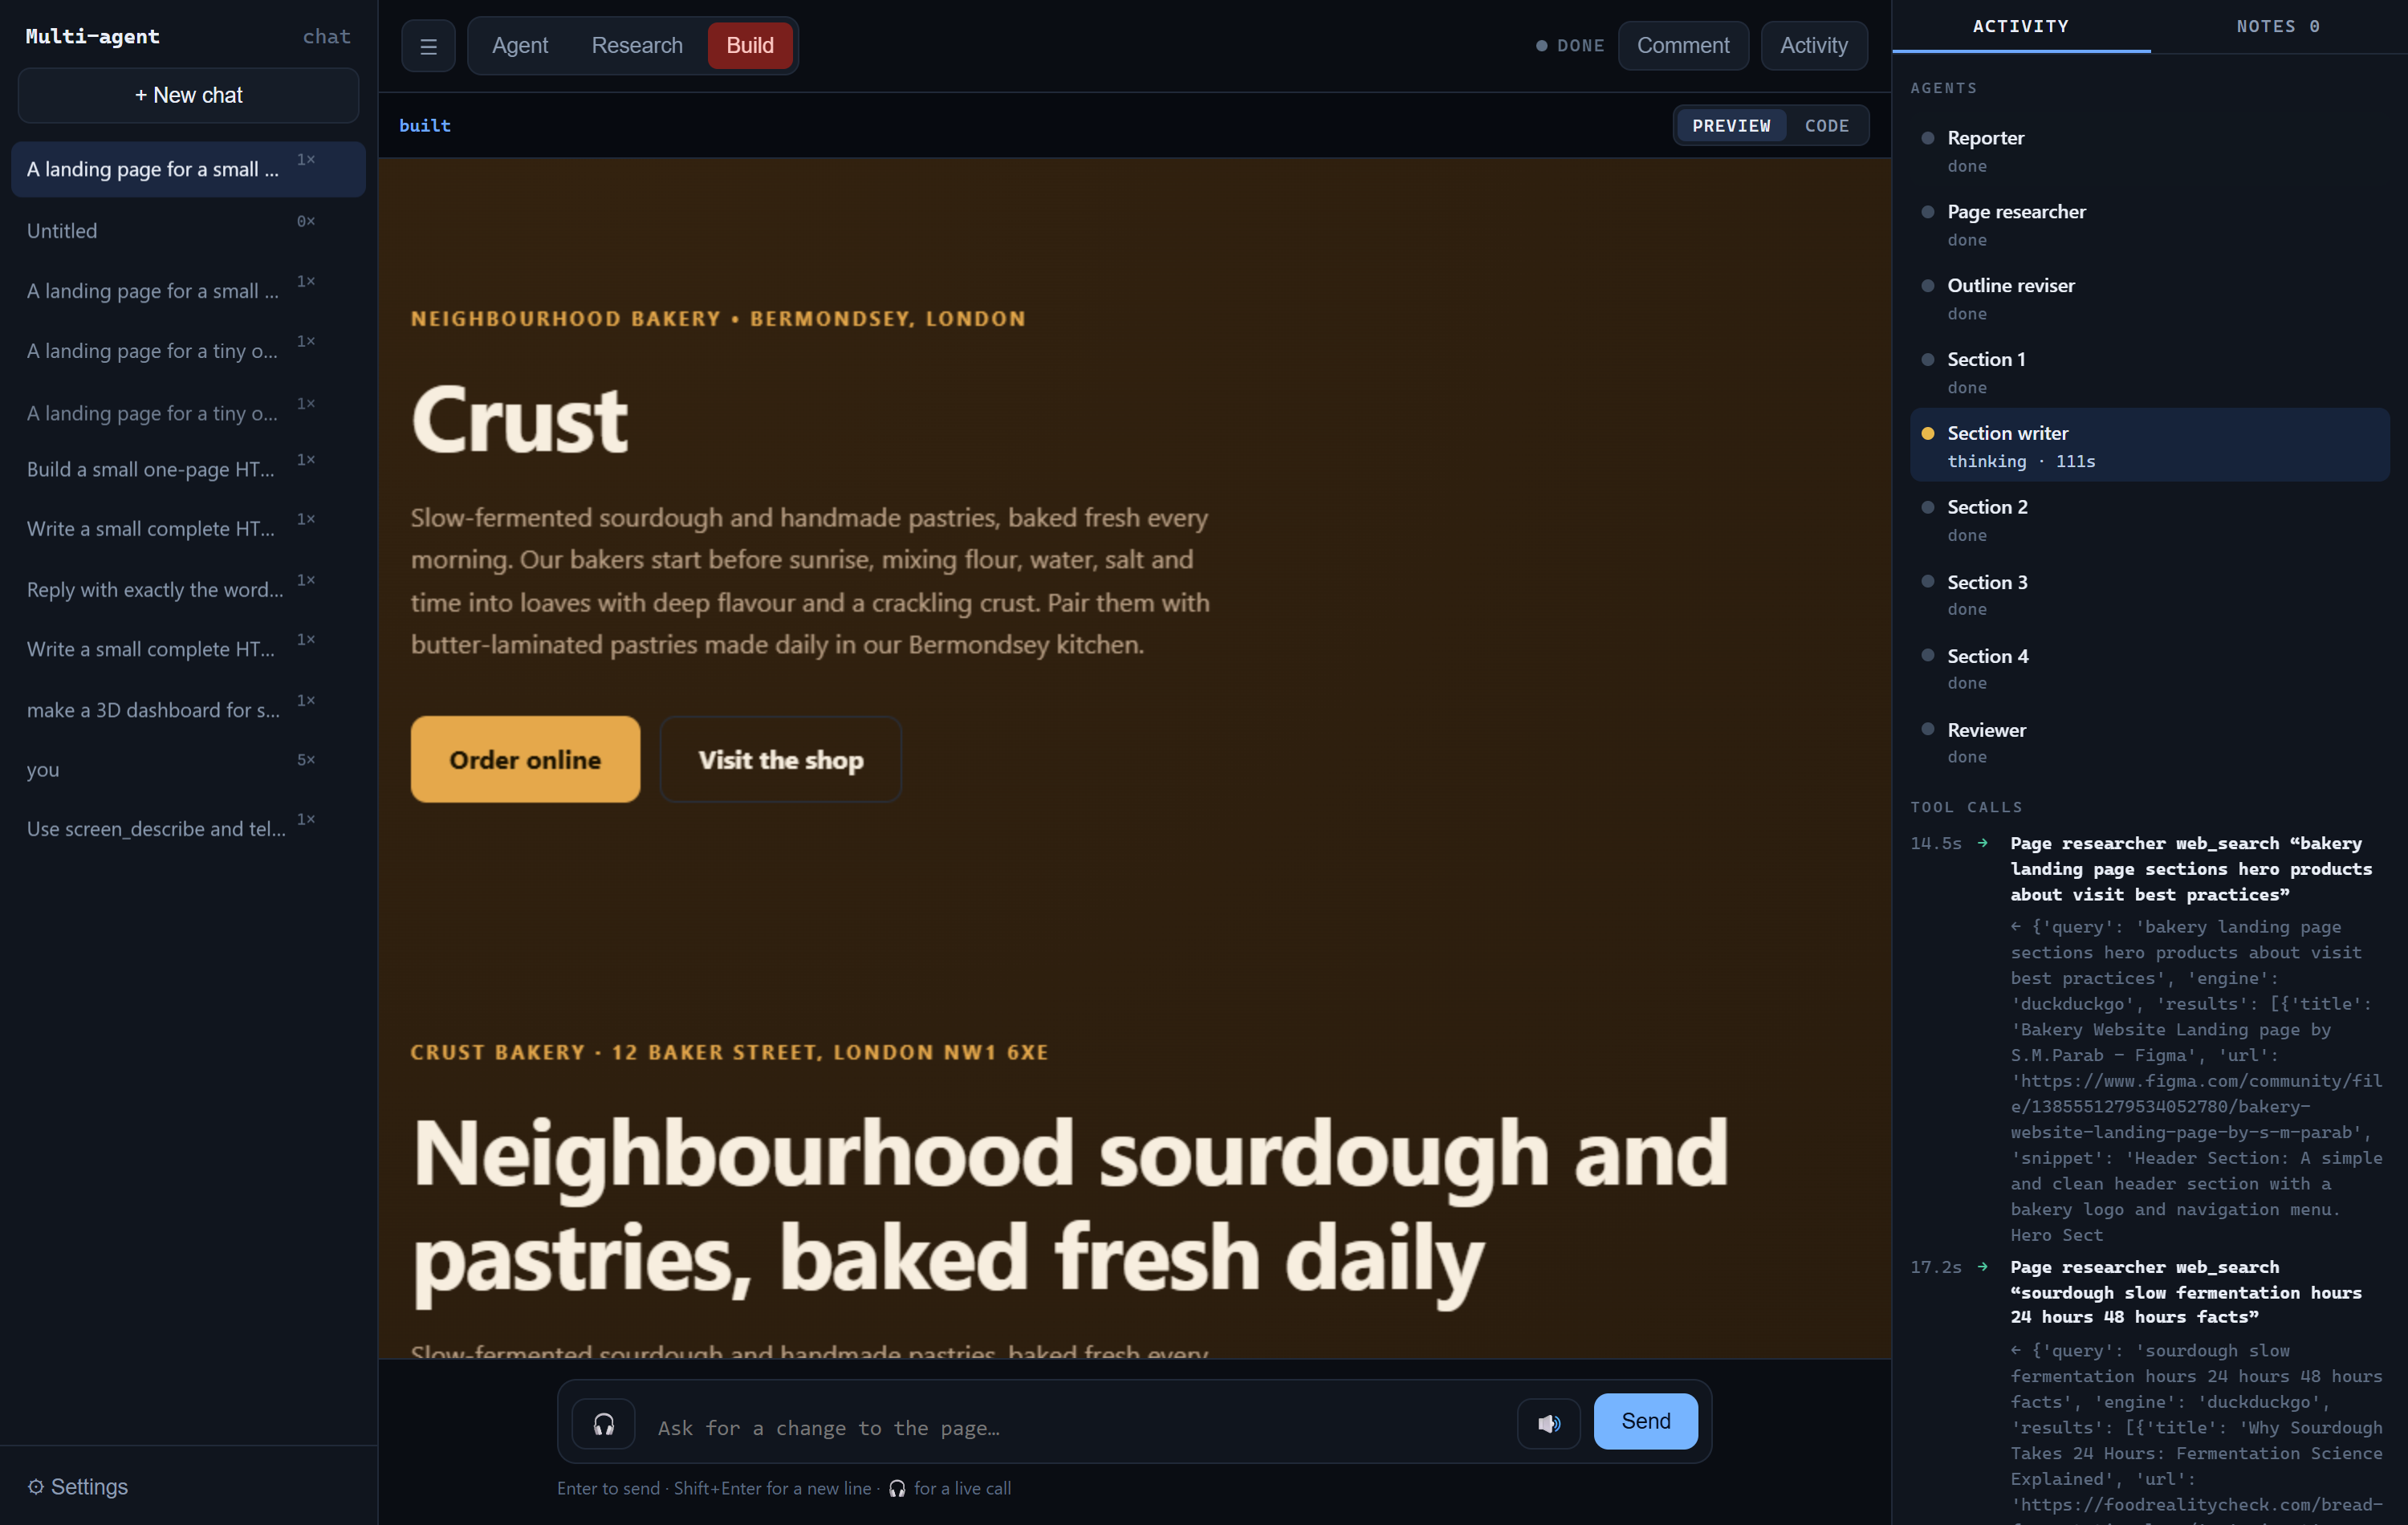 Multi-agent
chat
+ New chat
A landing page for a small ... 1×
Untitled 0×
A landing page for a small ... 1×
A landing page for a tiny o... 1×
A landing page for a tiny o... 1×
Build a small one-page HT... 1×
Write a small complete HT... 1×
Reply with exactly the word... 1×
Write a small complete HT... 1×
make a 3D dashboard for s... 1×
you 5×
Use screen_describe and tel... 1×
⚙ Settings
☰
Agent
Research
Build
DONE
Comment
Activity
built
PREVIEW
CODE
NEIGHBOURHOOD BAKERY • BERMONDSEY, LONDON
Crust
Slow-fermented sourdough and handmade pastries, baked fresh every
morning. Our bakers start before sunrise, mixing flour, water, salt and
time into loaves with deep flavour and a crackling crust. Pair them with
butter-laminated pastries made daily in our Bermondsey kitchen.
Order online
Visit the shop
CRUST BAKERY · 12 BAKER STREET, LONDON NW1 6XE
Neighbourhood sourdough and
pastries, baked fresh daily
Slow-fermented sourdough and handmade pastries, baked fresh every
Ask for a change to the page…
Send
Enter to send · Shift+Enter for a new line · 🎧 for a live call
ACTIVITY
NOTES 0
AGENTS
Reporter
done
Page researcher
done
Outline reviser
done
Section 1
done
Section writer
thinking · 111s
Section 2
done
Section 3
done
Section 4
done
Reviewer
done
TOOL CALLS
14.5s → Page researcher web_search “bakery
landing page sections hero products
about visit best practices”
← {'query': 'bakery landing page
sections hero products about visit
best practices', 'engine':
'duckduckgo', 'results': [{'title':
'Bakery Website Landing page by
S.M.Parab – Figma', 'url':
'https://www.figma.com/community/fil
e/1385551279534052780/bakery-
website-landing-page-by-s-m-parab',
'snippet': 'Header Section: A simple
and clean header section with a
bakery logo and navigation menu.
Hero Sect
17.2s → Page researcher web_search
“sourdough slow fermentation hours
24 hours 48 hours facts”
← {'query': 'sourdough slow
fermentation hours 24 hours 48 hours
facts', 'engine': 'duckduckgo',
'results': [{'title': 'Why Sourdough
Takes 24 Hours: Fermentation Science
Explained', 'url':
'https://foodrealitycheck.com/bread-